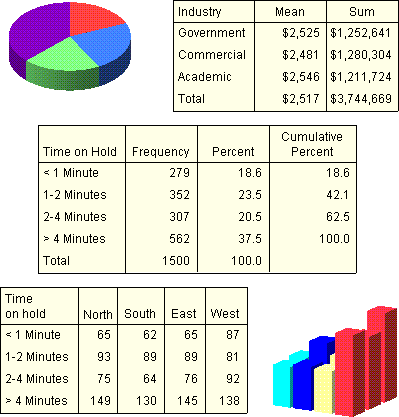 Industry Mean Sum
Government $2,525 $1,252,641
Commercial $2,481 $1,280,304
Academic $2,546 $1,211,724
Total $2,517 $3,744,669
Cumulative
Time on Hold Frequency Percent Percent
< 1 Minute 279 18.6 18.6
1-2 Minutes 352 23.5 42.1
2-4 Minutes 307 20.5 62.5
> 4 Minutes 562 37.5 100.0
Total 1500 100.0
Time
on hold North South East West
< 1 Minute 65 62 65 87
1-2 Minutes 93 89 89 81
2-4 Minutes 75 64 76 92
> 4 Minutes 149 130 145 138